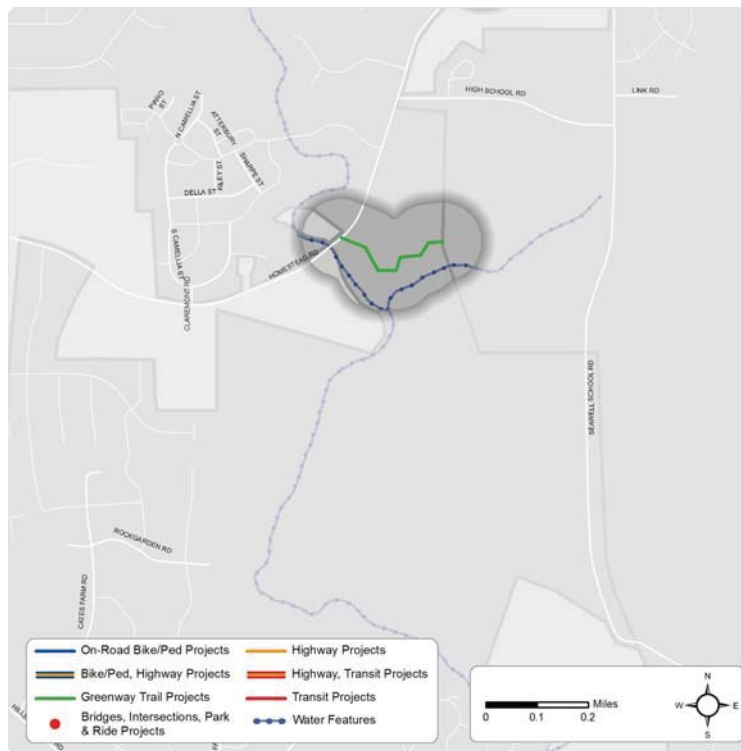 HIGH SCHOOL RD
LINK RD
PIANO ST
N CAMELLIA ST
ATTERBURY ST
RILEY ST
SHARPE ST
DELLA ST
S CAMELLIA ST
CLAREMONT RD
HOMESTEAD RD
SEAWELL SCHOOL RD
ROCKGARDEN RD
CATES FARM RD
On-Road Bike/Ped Projects
Highway Projects
Bike/Ped, Highway Projects
Highway, Transit Projects
Greenway Trail Projects
Transit Projects
Bridges, Intersections, Park
& Ride Projects
Water Features
Miles
0 0.1 0.2
N
W E
S